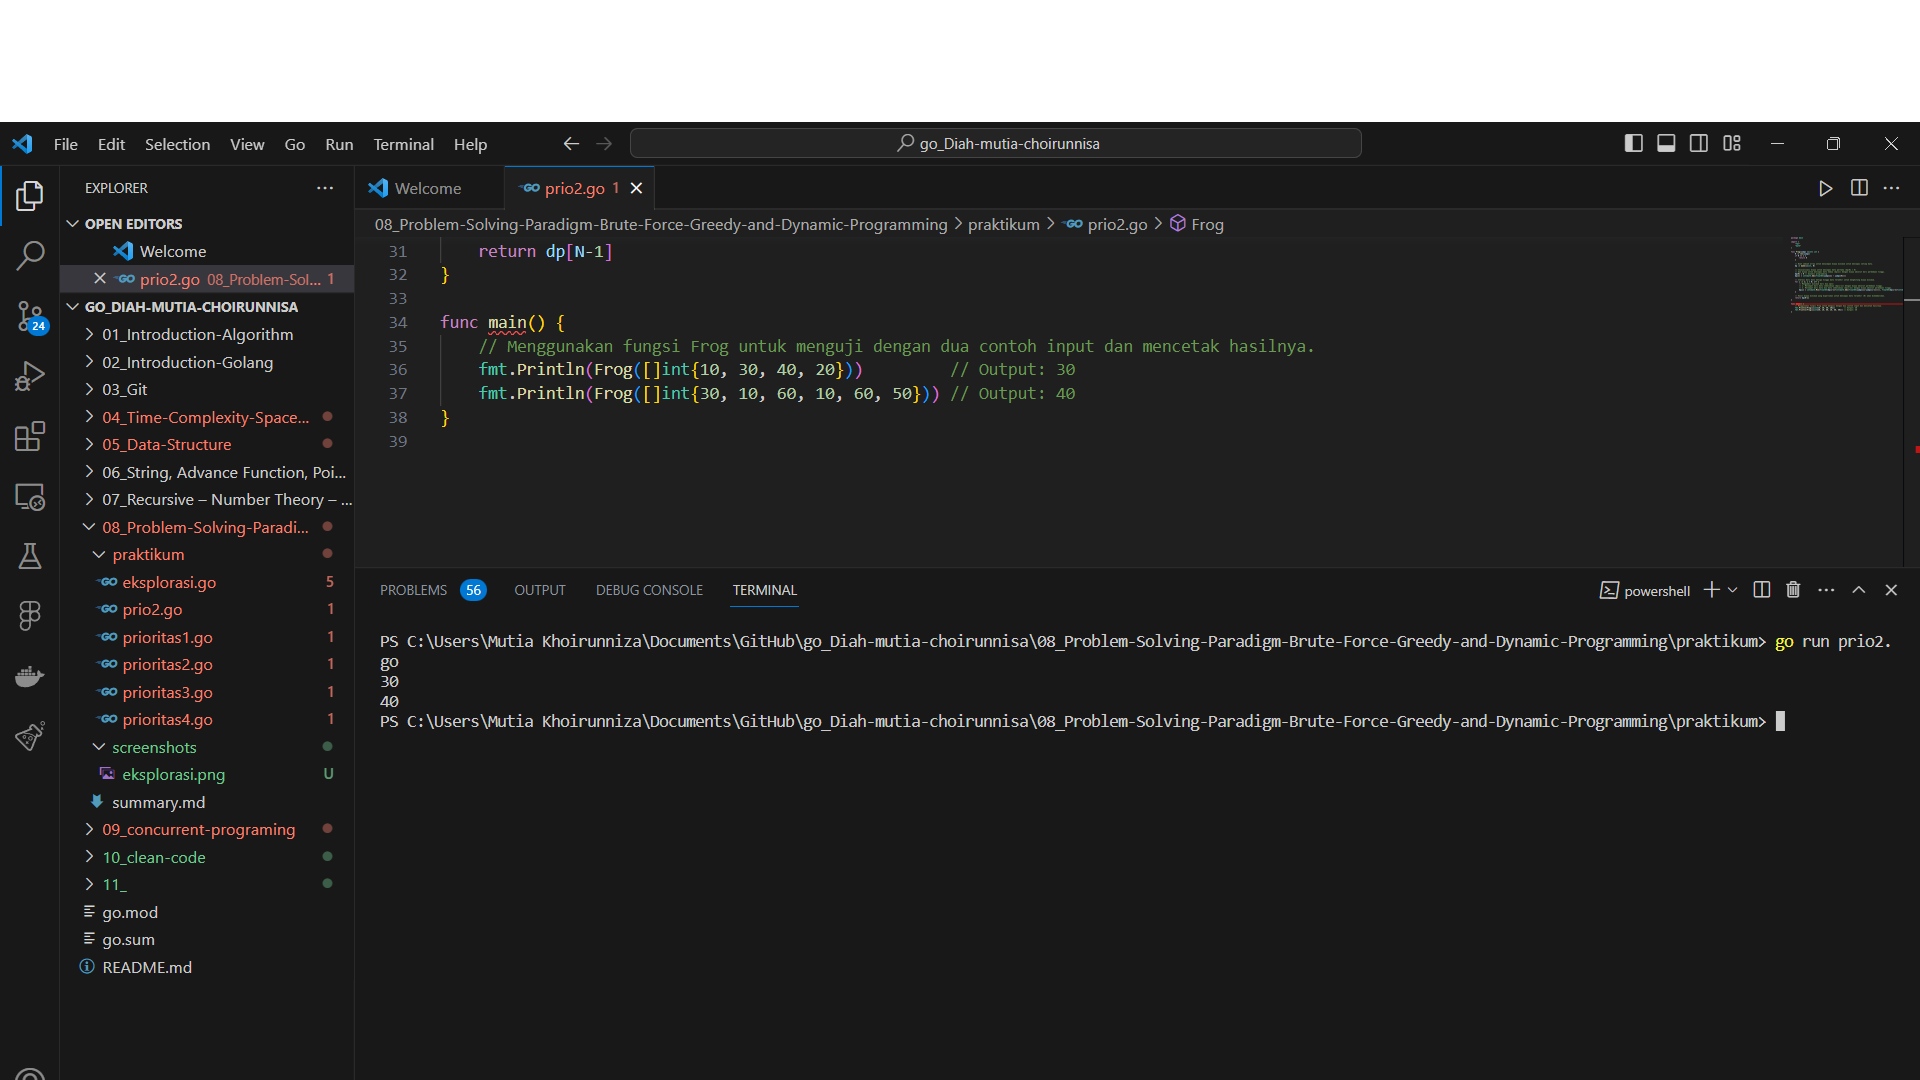 File Edit Selection View Go Run Terminal Help
go_Diah-mutia-choirunnisa
EXPLORER
OPEN EDITORS
Welcome
prio2.go 08_Problem-Sol... 1
GO_DIAH-MUTIA-CHOIRUNNISA
01_Introduction-Algorithm
02_Introduction-Golang
03_Git
04_Time-Complexity-Space...
05_Data-Structure
06_String, Advance Function, Poi...
07_Recursive – Number Theory – ...
08_Problem-Solving-Paradi...
praktikum
eksplorasi.go 5
prio2.go 1
prioritas1.go 1
prioritas2.go 1
prioritas3.go 1
prioritas4.go 1
screenshots
eksplorasi.png U
summary.md
09_concurrent-programing
10_clean-code
11_
go.mod
go.sum
README.md
24
Welcome
prio2.go 1
08_Problem-Solving-Paradigm-Brute-Force-Greedy-and-Dynamic-Programming > praktikum > prio2.go > Frog
31 return dp[N-1]
32 }
33
34 func main() {
35 // Menggunakan fungsi Frog untuk menguji dengan dua contoh input dan mencetak hasilnya.
36 fmt.Println(Frog([]int{10, 30, 40, 20})) // Output: 30
37 fmt.Println(Frog([]int{30, 10, 60, 10, 60, 50})) // Output: 40
38 }
39
PROBLEMS 56 OUTPUT DEBUG CONSOLE TERMINAL
powershell
PS C:\Users\Mutia Khoirunniza\Documents\GitHub\go_Diah-mutia-choirunnisa\08_Problem-Solving-Paradigm-Brute-Force-Greedy-and-Dynamic-Programming\praktikum> go run prio2.
go
30
40
PS C:\Users\Mutia Khoirunniza\Documents\GitHub\go_Diah-mutia-choirunnisa\08_Problem-Solving-Paradigm-Brute-Force-Greedy-and-Dynamic-Programming\praktikum>